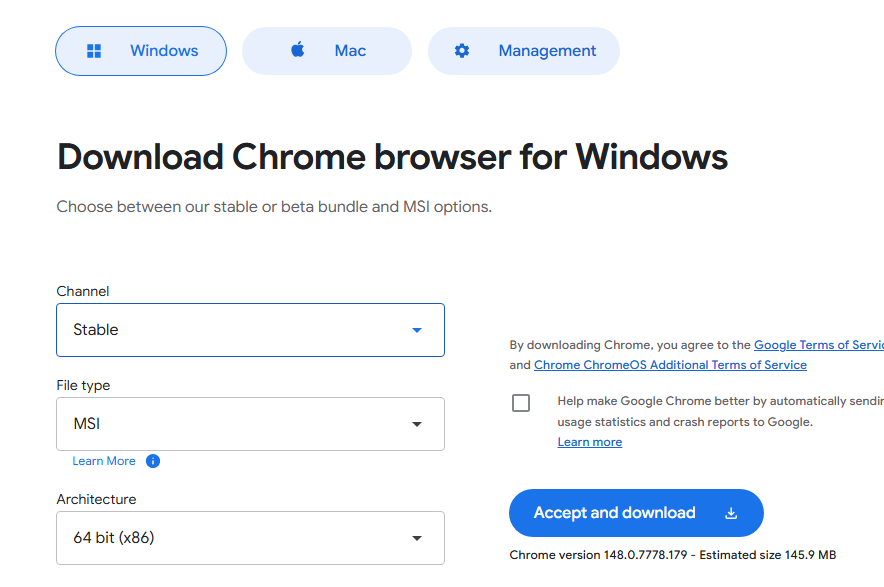 Windows
Mac
Management
Download Chrome browser for Windows
Choose between our stable or beta bundle and MSI options.
Channel
Stable
File type
MSI
Learn More
Architecture
64 bit (x86)
By downloading Chrome, you agree to the Google Terms of
and Chrome ChromeOS Additional Terms of Service
Help make Google Chrome better by automatically
usage statistics and crash reports to Google.
Learn more
Accept and download
Chrome version 148.0.7778.179 - Estimated size 145.9 MB